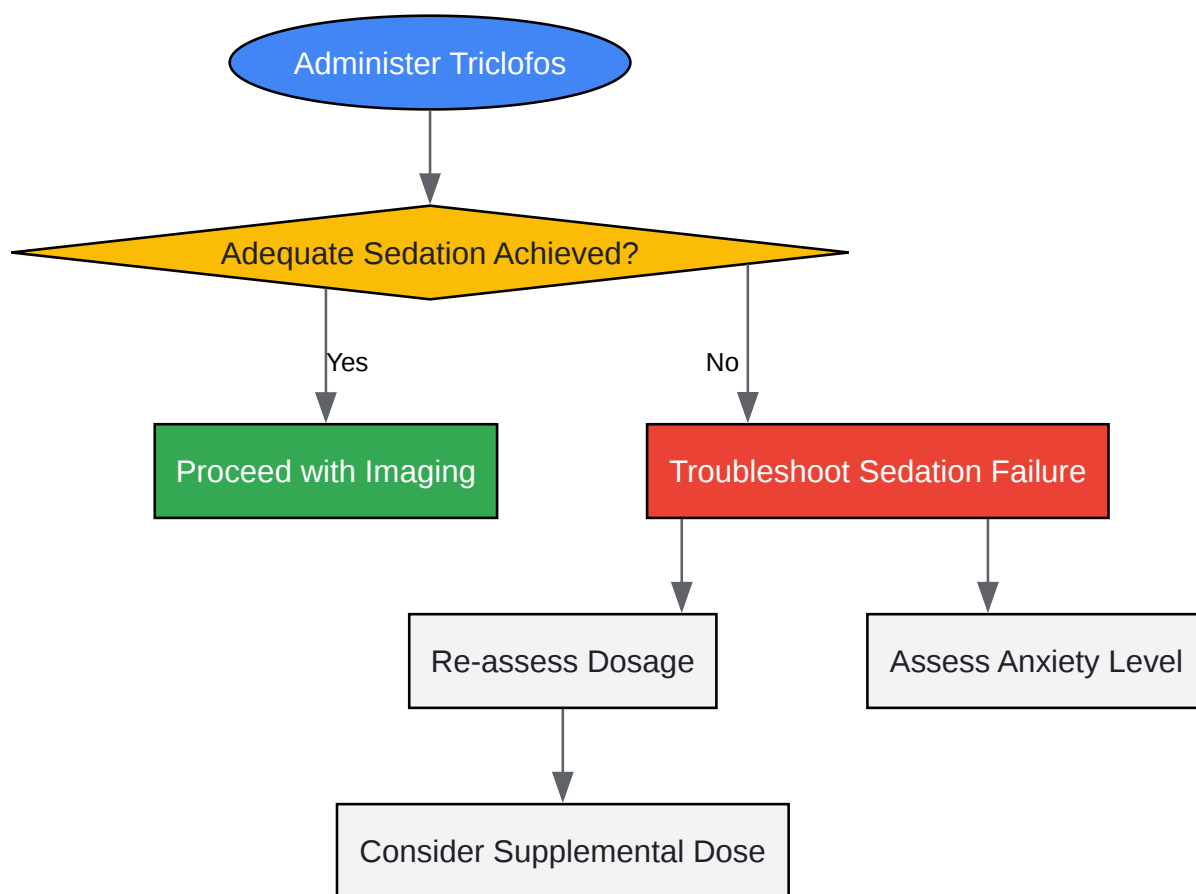 Administer Triclofos
Adequate Sedation Achieved?
Yes
No
Proceed with Imaging
Troubleshoot Sedation Failure
Re-assess Dosage
Assess Anxiety Level
Consider Supplemental Dose